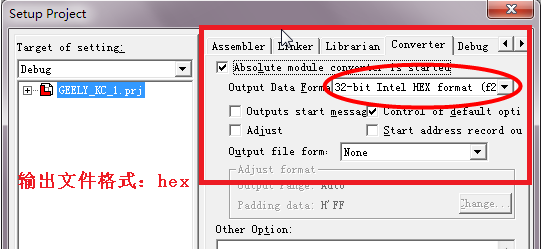 Setup Project
Target of setting:
Debug
GEELY_KC_1.prj
输出文件格式：hex
Assembler
Linker
Librarian
Converter
Debug
Absolute module converter is started
Output Data Forma
32-bit Intel HEX format (f2
Outputs start messag
Control of default opti
Adjust
Start address record ou
Output file form:
None
Adjust format
Output range: Auto
Padding data: H'FF
Change...
Other Option: